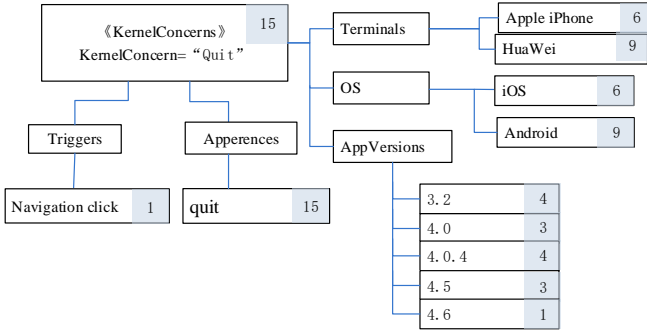 《KernelConcerns》 15
KernelConcern=“Quit”
Terminals
Apple iPhone 6
HuaWei 9
OS
iOS 6
Android 9
Triggers
Apperences
AppVersions
Navigation click 1
quit 15
3.2 4
4.0 3
4.0.4 4
4.5 3
4.6 1